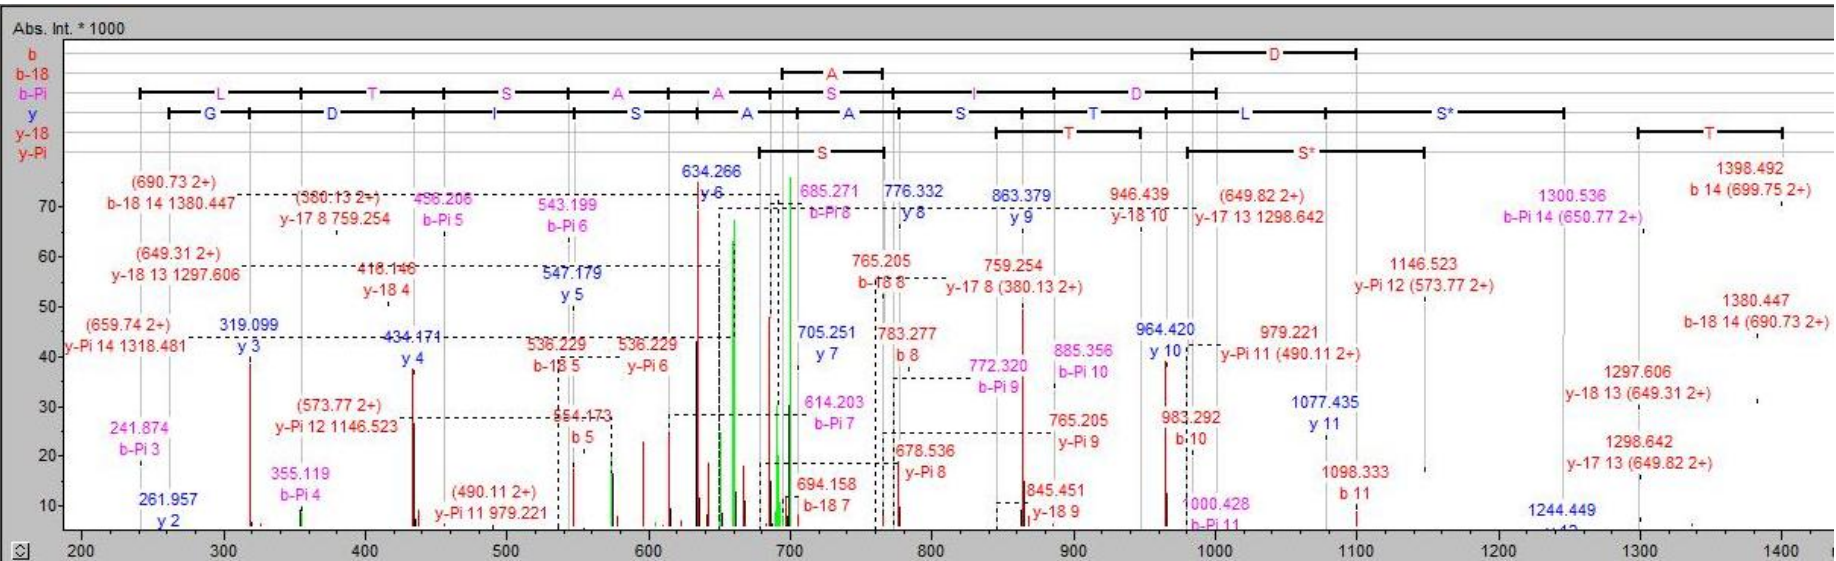 Abs. Int. * 1000
b
D
b-18
A
b-Pi
L T S A A S I D
y
G D I S A A S T L S*
y-18
T T
y-Pi
S S*
(690.73 2+)
b-18 14 1380.447
(380.13 2+)
y-17 8 759.254
456.206
b-Pi 5
543.199
b-Pi 6
634.266
y 6
685.271
b-Pi 8
776.332
y 8
863.379
y 9
946.439
y-18 10
(649.82 2+)
y-17 13 1298.642
1300.536
b-Pi 14 (650.77 2+)
1398.492
b 14 (699.75 2+)
(649.31 2+)
y-18 13 1297.606
416.146
y-18 4
547.179
y 5
765.205
b-18 8
759.254
y-17 8 (380.13 2+)
1146.523
y-Pi 12 (573.77 2+)
1380.447
b-18 14 (690.73 2+)
(659.74 2+)
y-Pi 14 1318.481
319.099
y 3
434.171
y 4
536.229
b-18 5
536.229
y-Pi 6
705.251
y 7
783.277
b 8
772.320
b-Pi 9
885.356
b-Pi 10
964.420
y 10
979.221
y-Pi 11 (490.11 2+)
1297.606
y-18 13 (649.31 2+)
241.874
b-Pi 3
(573.77 2+)
y-Pi 12 1146.523
554.173
b 5
614.203
b-Pi 7
765.205
y-Pi 9
983.292
b 10
1077.435
y 11
1298.642
y-17 13 (649.82 2+)
261.957
y 2
355.119
b-Pi 4
(490.11 2+)
y-Pi 11 979.221
694.158
b-18 7
678.536
y-Pi 8
845.451
y-18 9
1000.428
b-Pi 11
1098.333
b 11
1244.449
70
60
50
40
30
20
10
200 300 400 500 600 700 800 900 1000 1100 1200 1300 1400